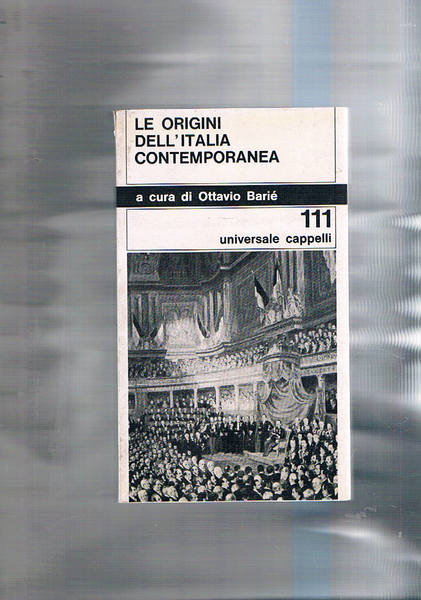 LE ORIGINI
DELL'ITALIA
CONTEMPORANEA
a cura di Ottavio Barié
111
universale cappelli